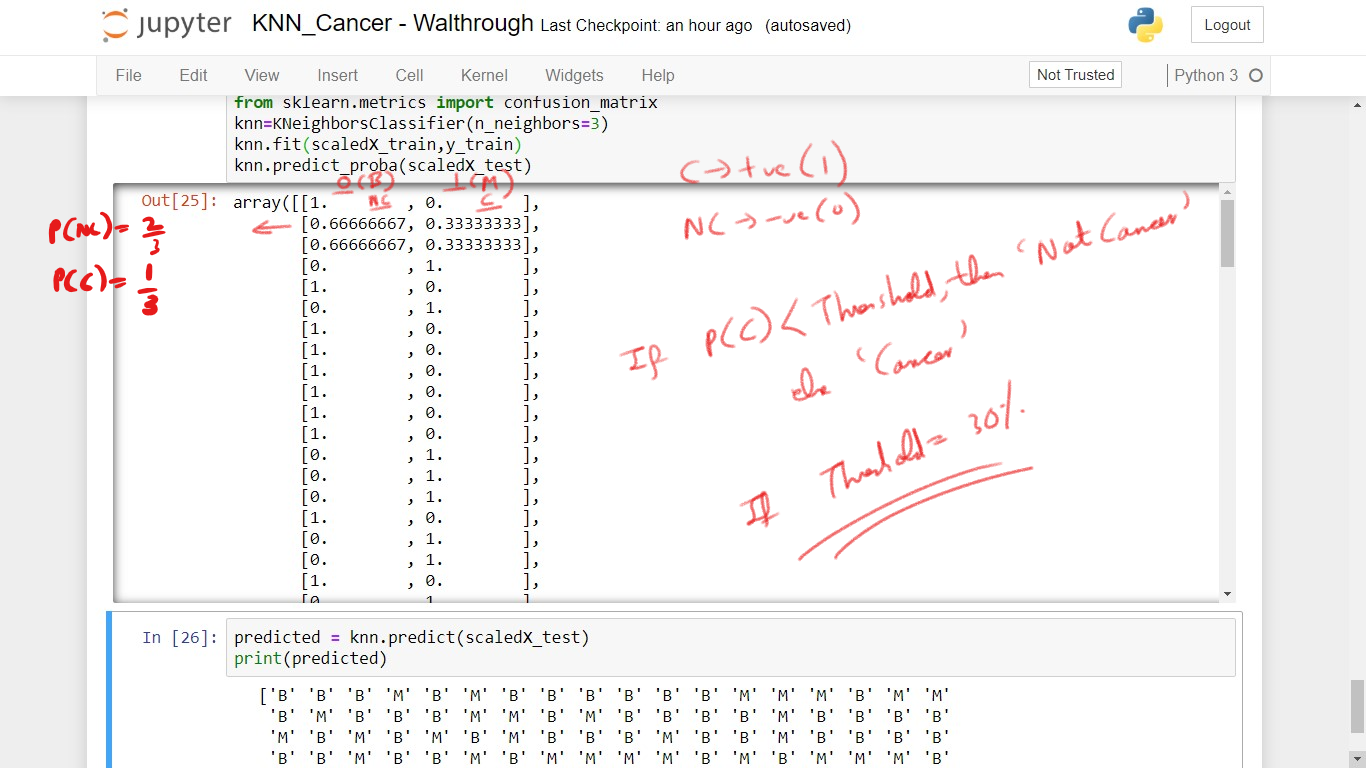 jupyter KNN_Cancer - Walthrough Last Checkpoint: an hour ago (autosaved)
Logout
File Edit View Insert Cell Kernel Widgets Help
Not Trusted
Python 3
from sklearn.metrics import confusion_matrix
knn=KNeighborsClassifier(n_neighbors=3)
knn.fit(scaledX_train,y_train)
knn.predict_proba(scaledX_test)
C → +ve (1)
0(B) 1(M)
NC C
NC → -ve (0)
Out[25]: array([[1. , 0. ],
[0.66666667, 0.33333333],
[0.66666667, 0.33333333],
[0. , 1. ],
[1. , 0. ],
[0. , 1. ],
[1. , 0. ],
[1. , 0. ],
[1. , 0. ],
[1. , 0. ],
[1. , 0. ],
[1. , 0. ],
[0. , 1. ],
[0. , 1. ],
[0. , 1. ],
[1. , 0. ],
[0. , 1. ],
[0. , 1. ],
[1. , 0. ],
[0. , 1. ],
P(NC) = 2/3
P(C) = 1/3
If P(C) < Threshold, then 'Not Cancer'
else 'Cancer'
If Threshold = 30%.
In [26]: predicted = knn.predict(scaledX_test)
print(predicted)
['B' 'B' 'B' 'M' 'B' 'M' 'B' 'B' 'B' 'B' 'B' 'B' 'M' 'M' 'M' 'B' 'M' 'M'
'B' 'M' 'B' 'B' 'B' 'M' 'M' 'B' 'M' 'B' 'B' 'B' 'M' 'B' 'B' 'B' 'B'
'M' 'B' 'M' 'B' 'B' 'M' 'B' 'B' 'B' 'B' 'B' 'B' 'B' 'M' 'B' 'M' 'B' 'B'
'B' 'B' 'M' 'B' 'B' 'M' 'B' 'M' 'M' 'B' 'M' 'B' 'M' 'M' 'M' 'B'